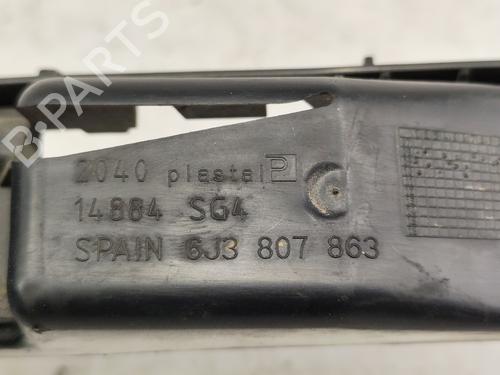 B-PARTS
2040 plastal P
14884 SG4
SPAIN 6J3 807 863